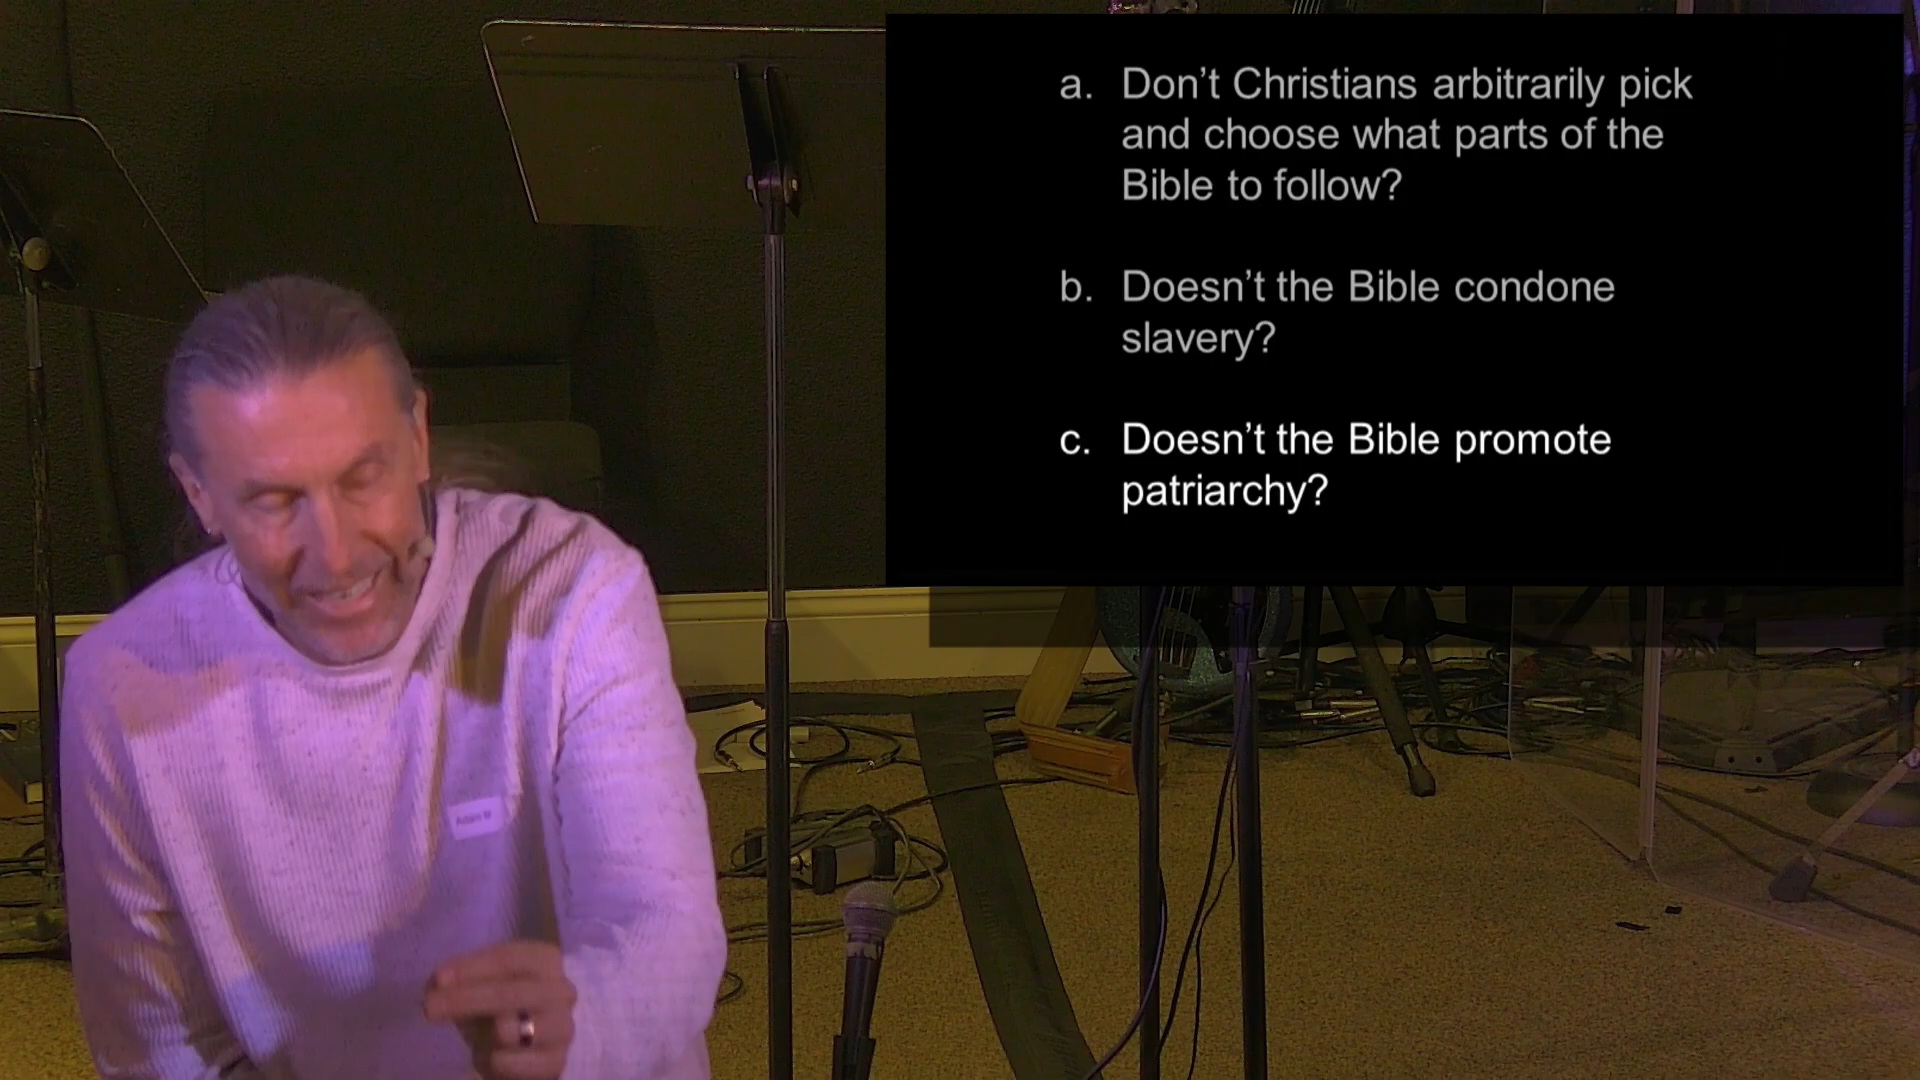 a. Don’t Christians arbitrarily pick
and choose what parts of the
Bible to follow?
b. Doesn’t the Bible condone
slavery?
c. Doesn’t the Bible promote
patriarchy?
Adam M